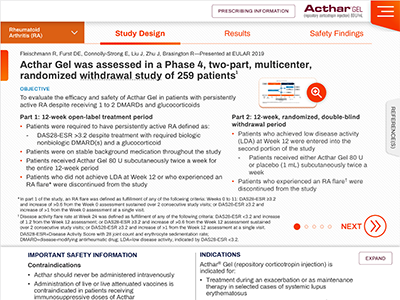 PRESCRIBING INFORMATION
Acthar GEL
(repository corticotropin injection) 80 U/mL
Rheumatoid
Arthritis (RA)
Study Design
Results
Safety Findings
Fleischmann R, Furst DE, Connolly-Strong E, Liu J, Zhu J, Brasington R—Presented at EULAR 2019
Acthar Gel was assessed in a Phase 4, two-part, multicenter,
randomized withdrawal study of 259 patients¹
OBJECTIVE
To evaluate the efficacy and safety of Acthar Gel in patients with persistently
active RA despite receiving 1 to 2 DMARDs and glucocorticoids
Part 1: 12-week open-label treatment period
• Patients were required to have persistently active RA defined as:
- DAS28-ESR >3.2 despite treatment with required biologic
nonbiologic DMARD(s) and a glucocorticoid
• Patients were on stable background medication throughout the study
• Patients received Acthar Gel 80 U subcutaneously twice a week for
the entire 12-week period
• Patients who did not achieve LDA at Week 12 or who experienced an
RA flare* were discontinued from the study
Part 2: 12-week, randomized, double-blind
withdrawal period
• Patients who achieved low disease activity
(LDA) at Week 12 were entered into the
second portion of the study
• Patients received either Acthar Gel 80 U
or placebo (1 mL) subcutaneously twice a
week
• Patients who experienced an RA flare† were
discontinued from the study
REFERENCE(S)
*In part 1 of the study, an RA flare was defined as fulfillment of any of the following criteria: Weeks 0 to 11: DAS28-ESR ≥3.2
and increase of >0.6 from the Week 0 assessment sustained over 2 consecutive study visits; or DAS28-ESR ≥3.2 and
increase of ≥1 from the Week 0 assessment at a single visit
†Disease activity flare rate at Week 24 was defined as fulfillment of any of the following criteria: DAS28-ESR >3.2 and increase
of 1.2 from the Week 12 assessment; or DAS28-ESR ≥3.2 and increase of >0.6 from the Week 12 assessment sustained
over 2 consecutive study visits; or DAS28-ESR ≥3.2 and increase of ≥1 from the Week 12 assessment at a single visit.
DAS28-ESR=Disease Activity Score with 28 joint count and erythrocyte sedimentation rate;
DMARD=disease-modifying antirheumatic drug; LDA=low disease activity, indicated by DAS28-ESR <3.2.
NEXT
IMPORTANT SAFETY INFORMATION
Contraindications
• Acthar should never be administered intravenously
• Administration of live or live attenuated vaccines is
contraindicated in patients receiving
immunosuppressive doses of Acthar
INDICATIONS
EXPAND
Acthar® Gel (repository corticotropin injection) is
indicated for:
• Treatment during an exacerbation or as maintenance
therapy in selected cases of systemic lupus
erythematosus